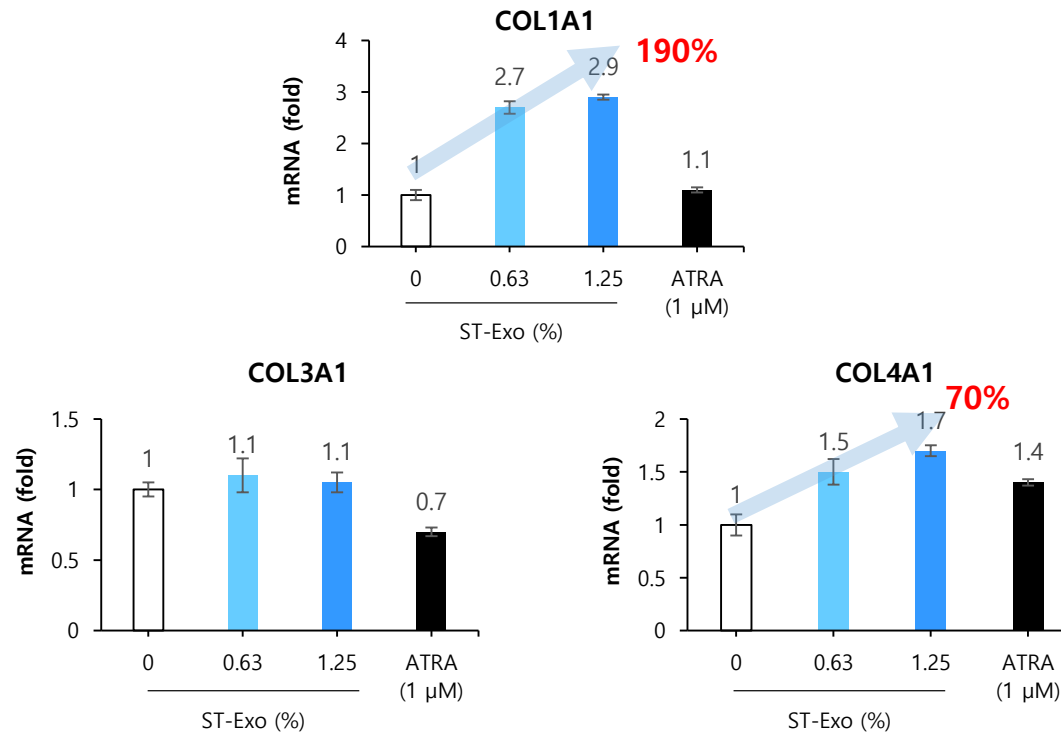 COL1A1
190%
mRNA (fold)
4
3
2
1
0
1
2.7
2.9
1.1
0
0.63
1.25
ATRA
(1 μM)
ST-Exo (%)
COL3A1
mRNA (fold)
1.5
1
0.5
0
1
1.1
1.1
0.7
0
0.63
1.25
ATRA
(1 μM)
ST-Exo (%)
COL4A1
70%
mRNA (fold)
2
1.5
1
0.5
0
1
1.5
1.7
1.4
0
0.63
1.25
ATRA
(1 μM)
ST-Exo (%)